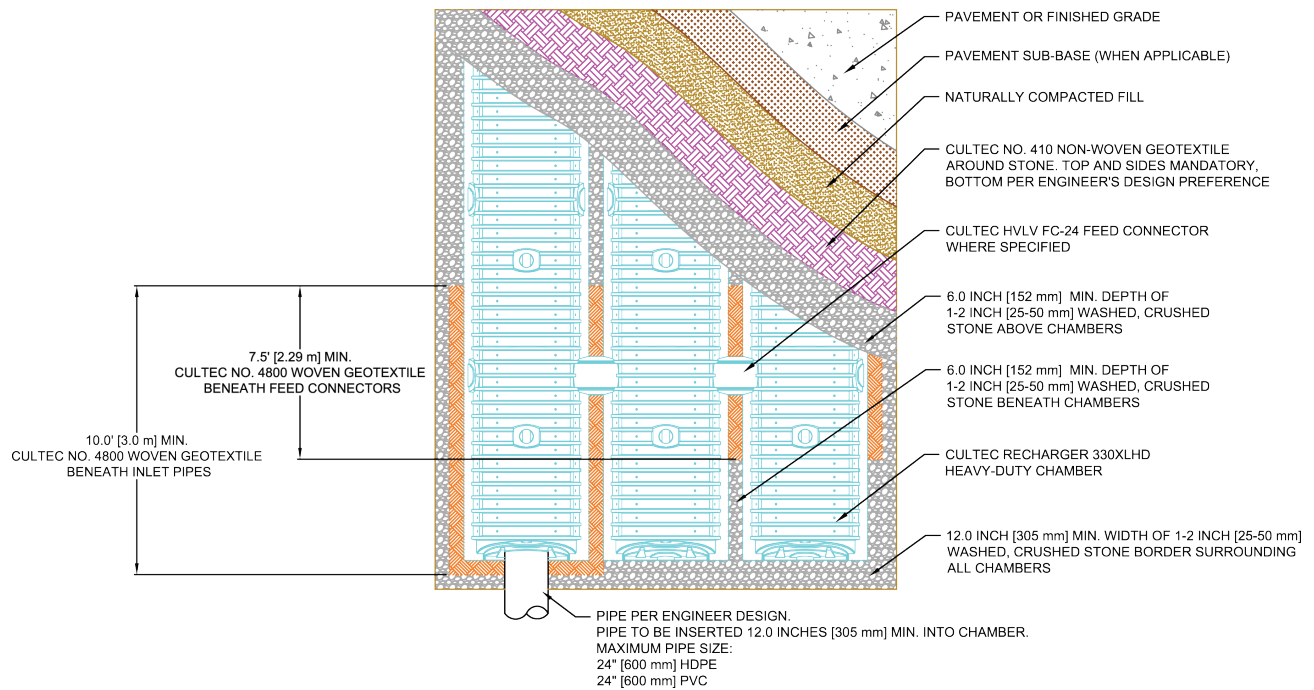 PAVEMENT OR FINISHED GRADE
PAVEMENT SUB-BASE (WHEN APPLICABLE)
NATURALLY COMPACTED FILL
CULTEC NO. 410 NON-WOVEN GEOTEXTILE
AROUND STONE. TOP AND SIDES MANDATORY,
BOTTOM PER ENGINEER'S DESIGN PREFERENCE
CULTEC HVLV FC-24 FEED CONNECTOR
WHERE SPECIFIED
6.0 INCH [152 mm] MIN. DEPTH OF
1-2 INCH [25-50 mm] WASHED, CRUSHED
STONE ABOVE CHAMBERS
6.0 INCH [152 mm] MIN. DEPTH OF
1-2 INCH [25-50 mm] WASHED, CRUSHED
STONE BENEATH CHAMBERS
CULTEC RECHARGER 330XLHD
HEAVY-DUTY CHAMBER
12.0 INCH [305 mm] MIN. WIDTH OF 1-2 INCH [25-50 mm]
WASHED, CRUSHED STONE BORDER SURROUNDING
ALL CHAMBERS
7.5' [2.29 m] MIN.
CULTEC NO. 4800 WOVEN GEOTEXTILE
BENEATH FEED CONNECTORS
10.0' [3.0 m] MIN.
CULTEC NO. 4800 WOVEN GEOTEXTILE
BENEATH INLET PIPES
PIPE PER ENGINEER DESIGN.
PIPE TO BE INSERTED 12.0 INCHES [305 mm] MIN. INTO CHAMBER.
MAXIMUM PIPE SIZE:
24" [600 mm] HDPE
24" [600 mm] PVC